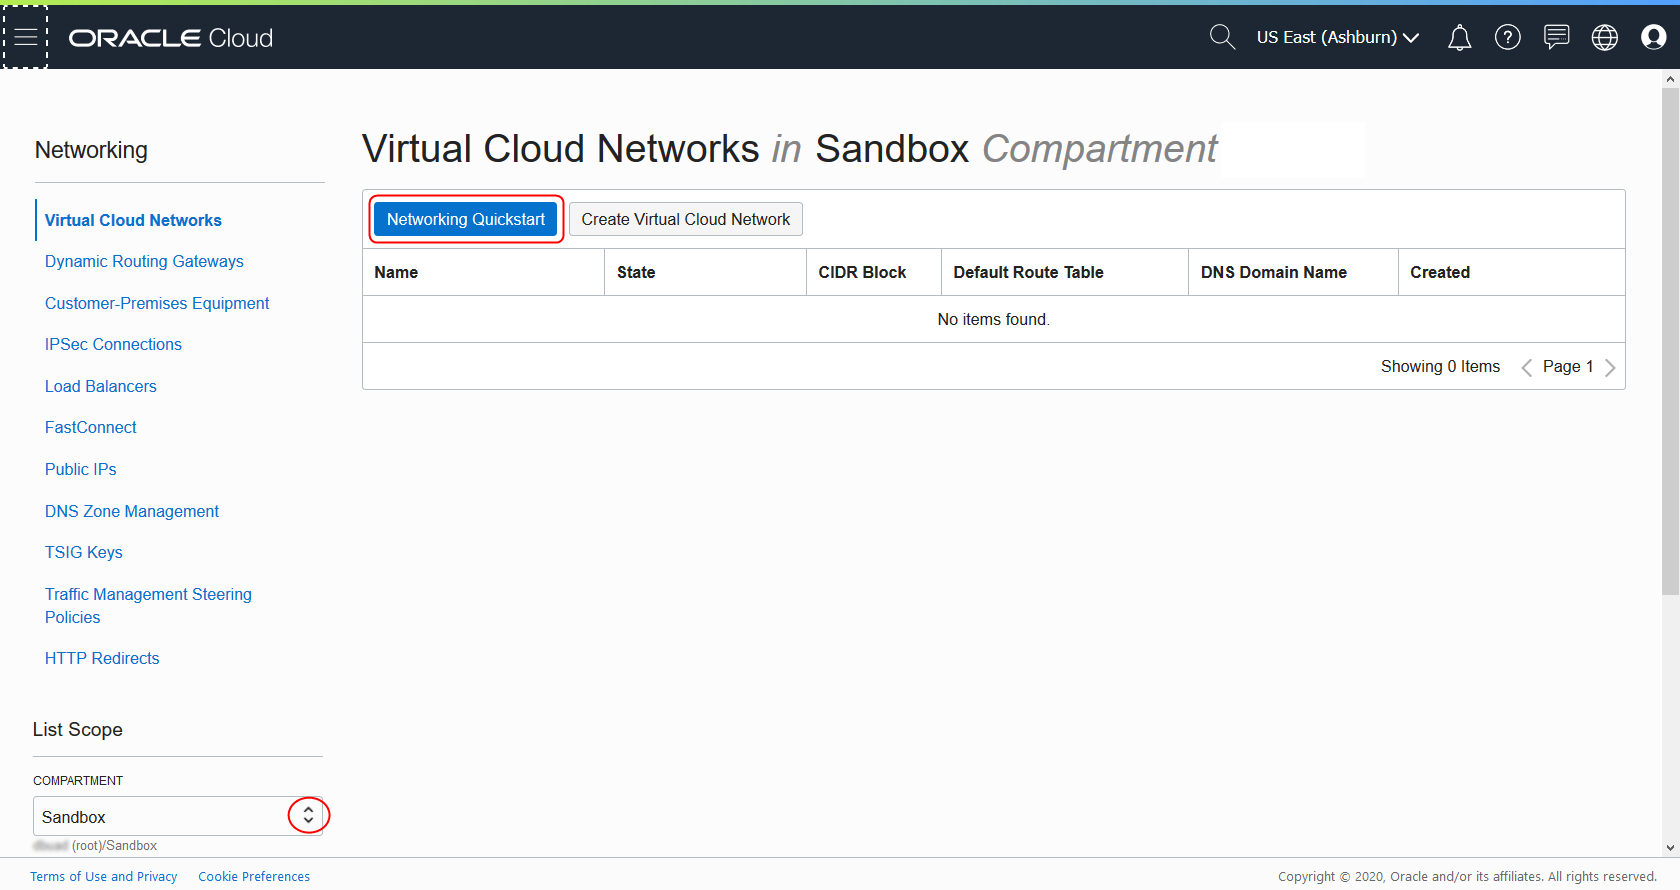 ORACLE Cloud
US East (Ashburn)
Networking
Virtual Cloud Networks
Dynamic Routing Gateways
Customer-Premises Equipment
IPSec Connections
Load Balancers
FastConnect
Public IPs
DNS Zone Management
TSIG Keys
Traffic Management Steering
Policies
HTTP Redirects
List Scope
COMPARTMENT
Sandbox
(root)/Sandbox
Virtual Cloud Networks in Sandbox Compartment
Networking Quickstart Create Virtual Cloud Network
Name State CIDR Block Default Route Table DNS Domain Name Created
No items found.
Showing 0 Items Page 1
Terms of Use and Privacy Cookie Preferences
Copyright © 2020, Oracle and/or its affiliates. All rights reserved.